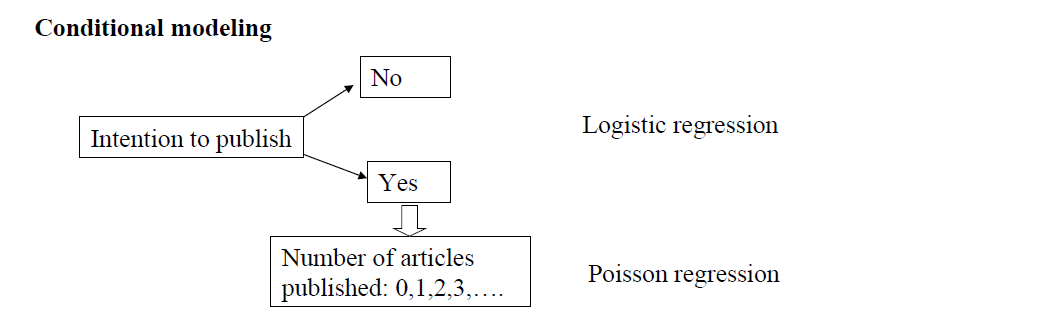 Conditional modeling
No
Intention to publish
Logistic regression
Yes
Number of articles
published: 0,1,2,3,….
Poisson regression